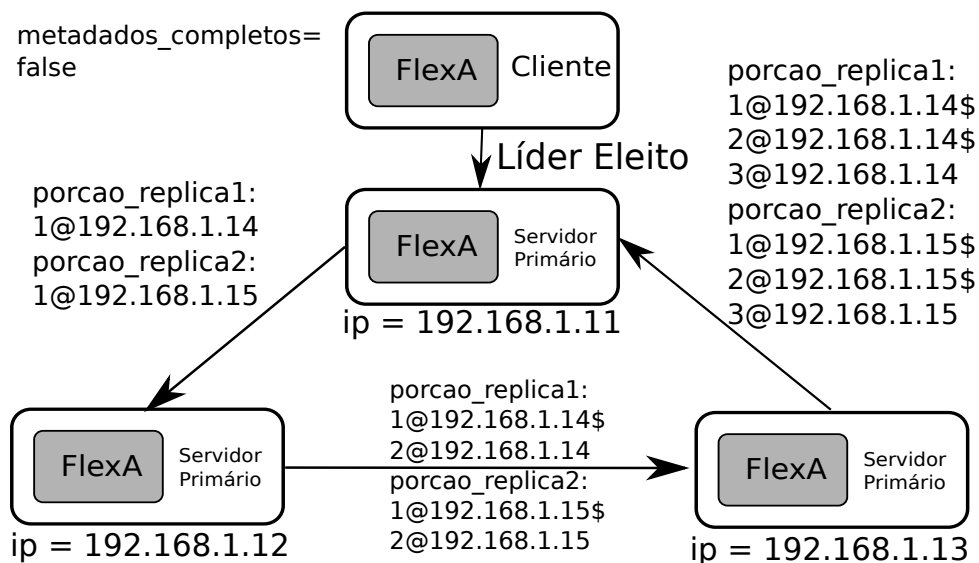 metadados_completos=
false
FlexA
Cliente
Líder Eleito
porcao_replica1:
1@192.168.1.14$
2@192.168.1.14$
3@192.168.1.14
porcao_replica2:
1@192.168.1.15$
2@192.168.1.15$
3@192.168.1.15
porcao_replica1:
1@192.168.1.14
porcao_replica2:
1@192.168.1.15
FlexA
Servidor
Primário
ip = 192.168.1.11
porcao_replica1:
1@192.168.1.14$
2@192.168.1.14
porcao_replica2:
1@192.168.1.15$
2@192.168.1.15
FlexA
Servidor
Primário
ip = 192.168.1.12
FlexA
Servidor
Primário
ip = 192.168.1.13